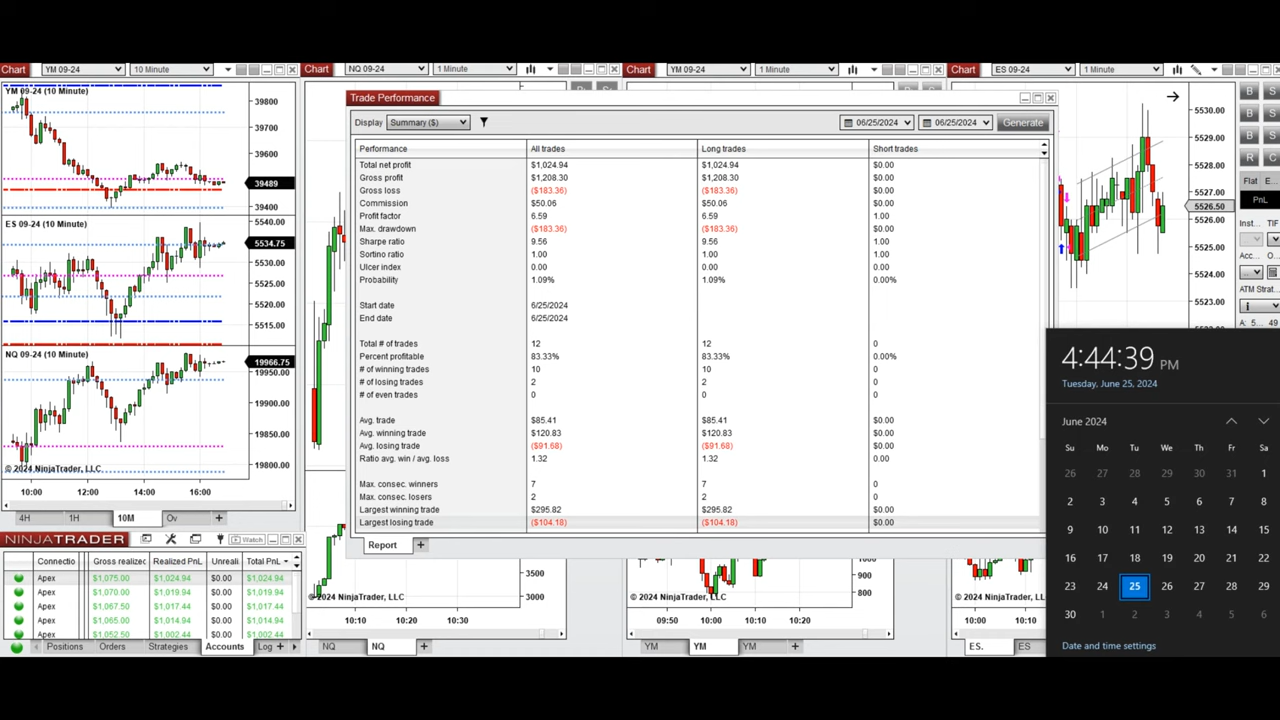 Chart YM 09-24 10 Minute
YM 09-24 (10 Minute)
39800
39700
39600
39489
39400
ES 09-24 (10 Minute)
5540.00
5534.75
5530.00
5525.00
5520.00
5515.00
NQ 09-24 (10 Minute)
19966.75
19950.00
19900.00
19850.00
19800.00
© 2024 NinjaTrader, LLC
10:00 12:00 14:00 16:00
4H 1H 10M Ov +
NINJATRADER Watch
Connectio Gross realized Realized PnL Unreali Total PnL
Apex $1,075.00 $1,024.94 $0.00 $1,024.94
Apex $1,070.00 $1,019.94 $0.00 $1,019.94
Apex $1,067.50 $1,017.44 $0.00 $1,017.44
Apex $1,065.00 $1,014.94 $0.00 $1,014.94
Apex $1,052.50 $1,002.44 $0.00 $1,002.44
Positions Orders Strategies Accounts Log +
Chart NQ 09-24 1 Minute
Chart YM 09-24 1 Minute
Chart ES 09-24 1 Minute
Trade Performance
Display Summary ($) 06/25/2024 06/25/2024 Generate
Performance All trades Long trades Short trades
Total net profit $1,024.94 $1,024.94 $0.00
Gross profit $1,208.30 $1,208.30 $0.00
Gross loss ($183.36) ($183.36) $0.00
Commission $50.06 $50.06 $0.00
Profit factor 6.59 6.59 1.00
Max. drawdown ($183.36) ($183.36) $0.00
Sharpe ratio 9.56 9.56 1.00
Sortino ratio 1.00 1.00 1.00
Ulcer index 0.00 0.00 0.00
Probability 1.09% 1.09% 0.00%
Start date 6/25/2024
End date 6/25/2024
Total # of trades 12 12 0
Percent profitable 83.33% 83.33% 0.00%
# of winning trades 10 10 0
# of losing trades 2 2 0
# of even trades 0 0 0
Avg. trade $85.41 $85.41 $0.00
Avg. winning trade $120.83 $120.83 $0.00
Avg. losing trade ($91.68) ($91.68) $0.00
Ratio avg. win / avg. loss 1.32 1.32 0.00
Max. consec. winners 7 7 0
Max. consec. losers 2 2 0
Largest winning trade $295.82 $295.82 $0.00
Largest losing trade ($104.18) ($104.18) $0.00
Report +
3500
3000
© 2024 NinjaTrader, LLC
10:10 10:20 10:30
NQ NQ +
1000
900
800
© 2024 NinjaTrader, LLC
09:50 10:00 10:10 10:20
YM YM YM +
5530.00
5529.00
5528.00
5527.00
5526.50
5526.00
5525.00
5524.00
5523.00
B S
B S
B S
R C
Flat E...
PnL
Inst... TIF
Acc... O...
ATM Strat...
A: 5... 49
© 2024 NinjaTrader, LLC
10:00 10:10
ES. ES
4:44:39 PM
Tuesday, June 25, 2024
June 2024
Su Mo Tu We Th Fr Sa
26 27 28 29 30 31 1
2 3 4 5 6 7 8
9 10 11 12 13 14 15
16 17 18 19 20 21 22
23 24 25 26 27 28 29
30 1 2 3 4 5 6
Date and time settings